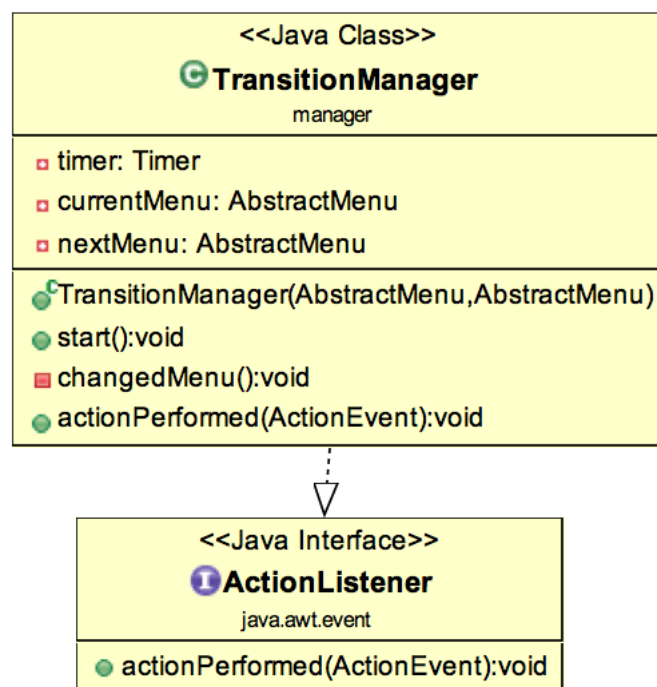 <<Java Class>>
C TransitionManager
manager
timer: Timer
currentMenu: AbstractMenu
nextMenu: AbstractMenu
C TransitionManager(AbstractMenu,AbstractMenu)
start():void
changedMenu():void
actionPerformed(ActionEvent):void
<<Java Interface>>
I ActionListener
java.awt.event
actionPerformed(ActionEvent):void